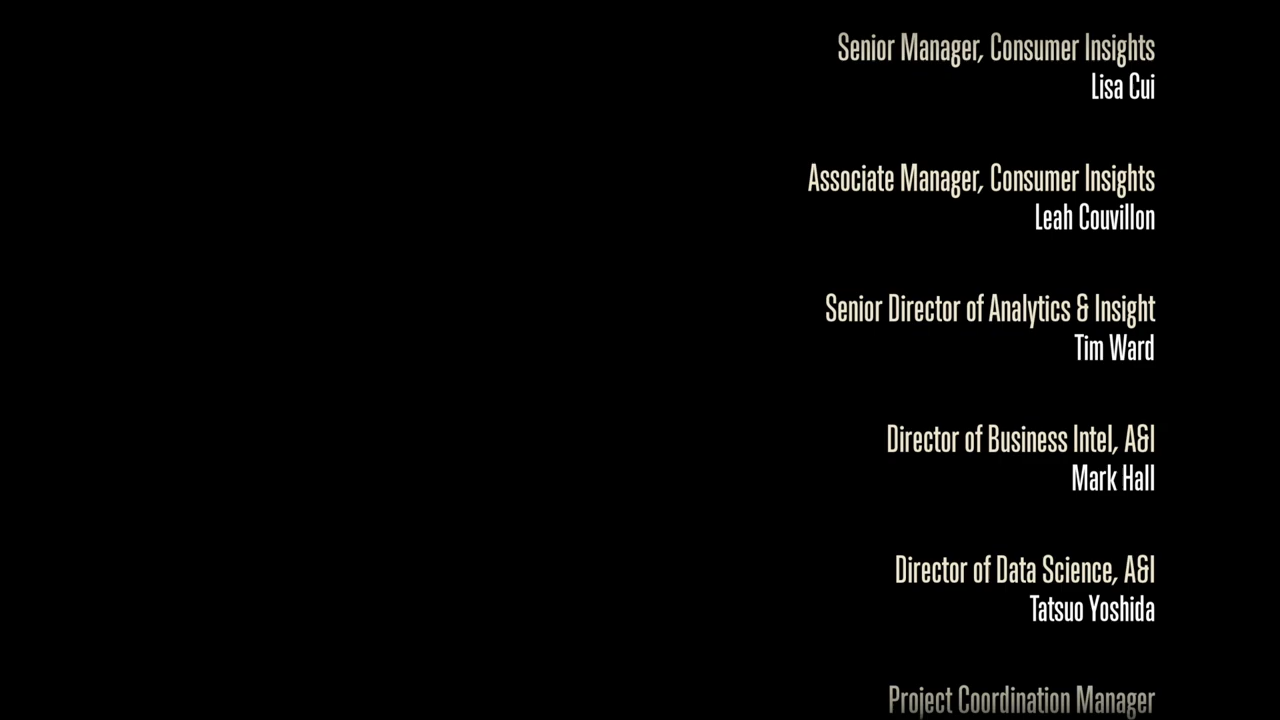 Senior Manager, Consumer Insights
Lisa Cui
Associate Manager, Consumer Insights
Leah Couvillon
Senior Director of Analytics & Insight
Tim Ward
Director of Business Intel, A&I
Mark Hall
Director of Data Science, A&I
Tatsuo Yoshida
Project Coordination Manager